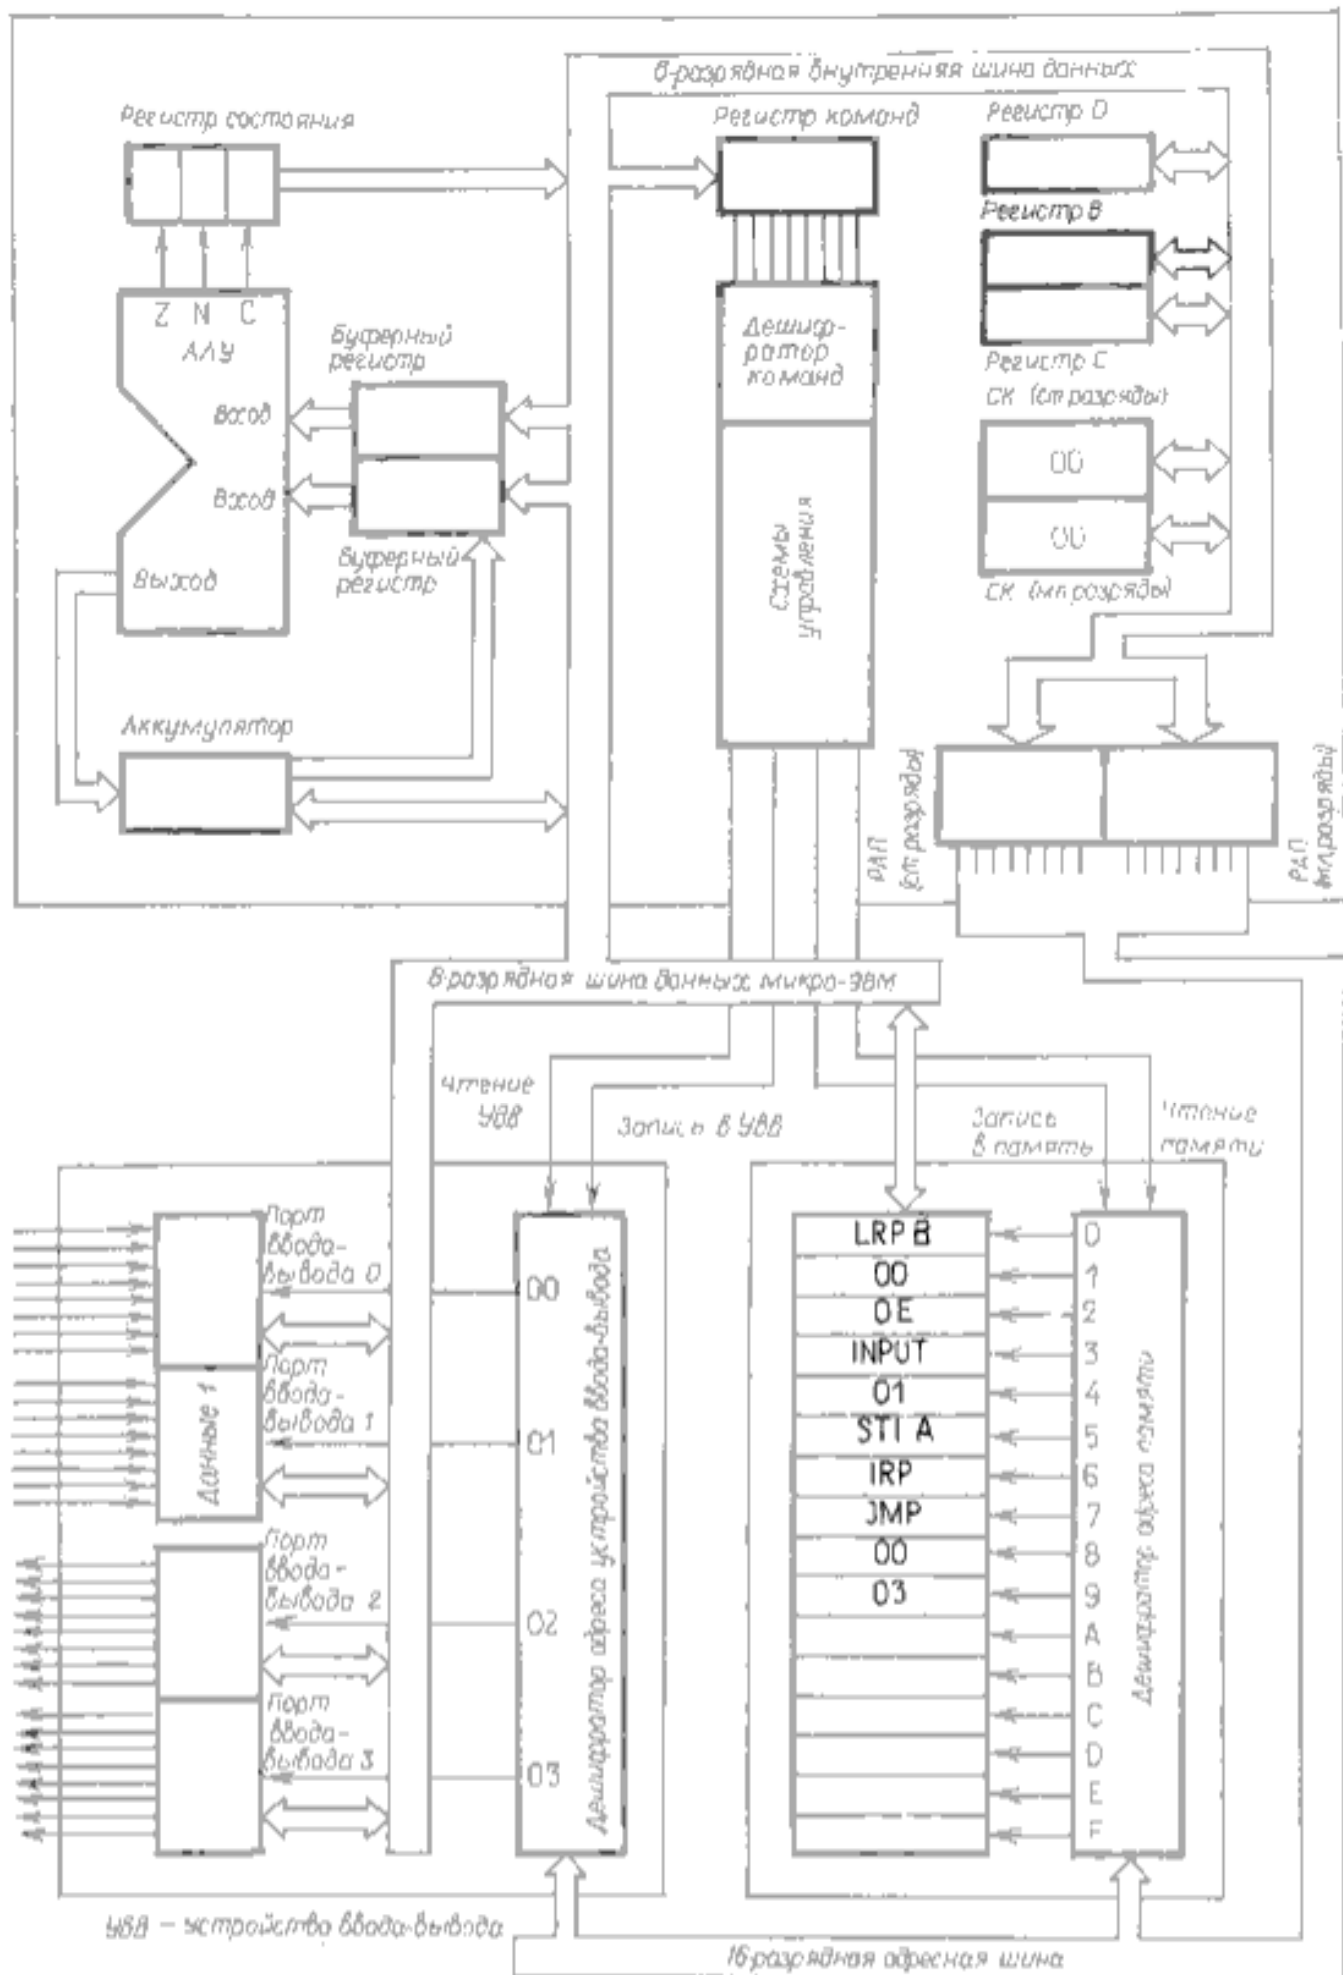 8-разрядная внутренняя шина данных
Регистр состояния
Регистр команд
Регистр D
Регистр B
Z N C
АЛУ
Буферный
регистр
Дешиф-
ратор
команд
Регистр C
СК (ст. разряды)
Вход
00
Вход
00
Схемы
управления
Буферный
регистр
Выход
СК (мл. разряды)
Аккумулятор
РАП
(ст. разряды)
РАП
(мл. разряды)
8-разрядная шина данных микро-ЭВМ
Чтение
УВВ
Запись в УВВ
Запись
в память
Чтение
памяти
Порт
ввода-
вывода 0
00
Порт
ввода-
вывода 1
01
Данные 1
Порт
ввода-
вывода 2
02
Порт
ввода-
вывода 3
03
Дешифратор адреса устройства ввода-вывода
LRP B 0
00 1
0E 2
INPUT 3
01 4
STI A 5
IRP 6
JMP 7
00 8
03 9
A
B
C
D
E
F
Дешифратор адреса памяти
УВВ — устройство ввода-вывода
16-разрядная адресная шина